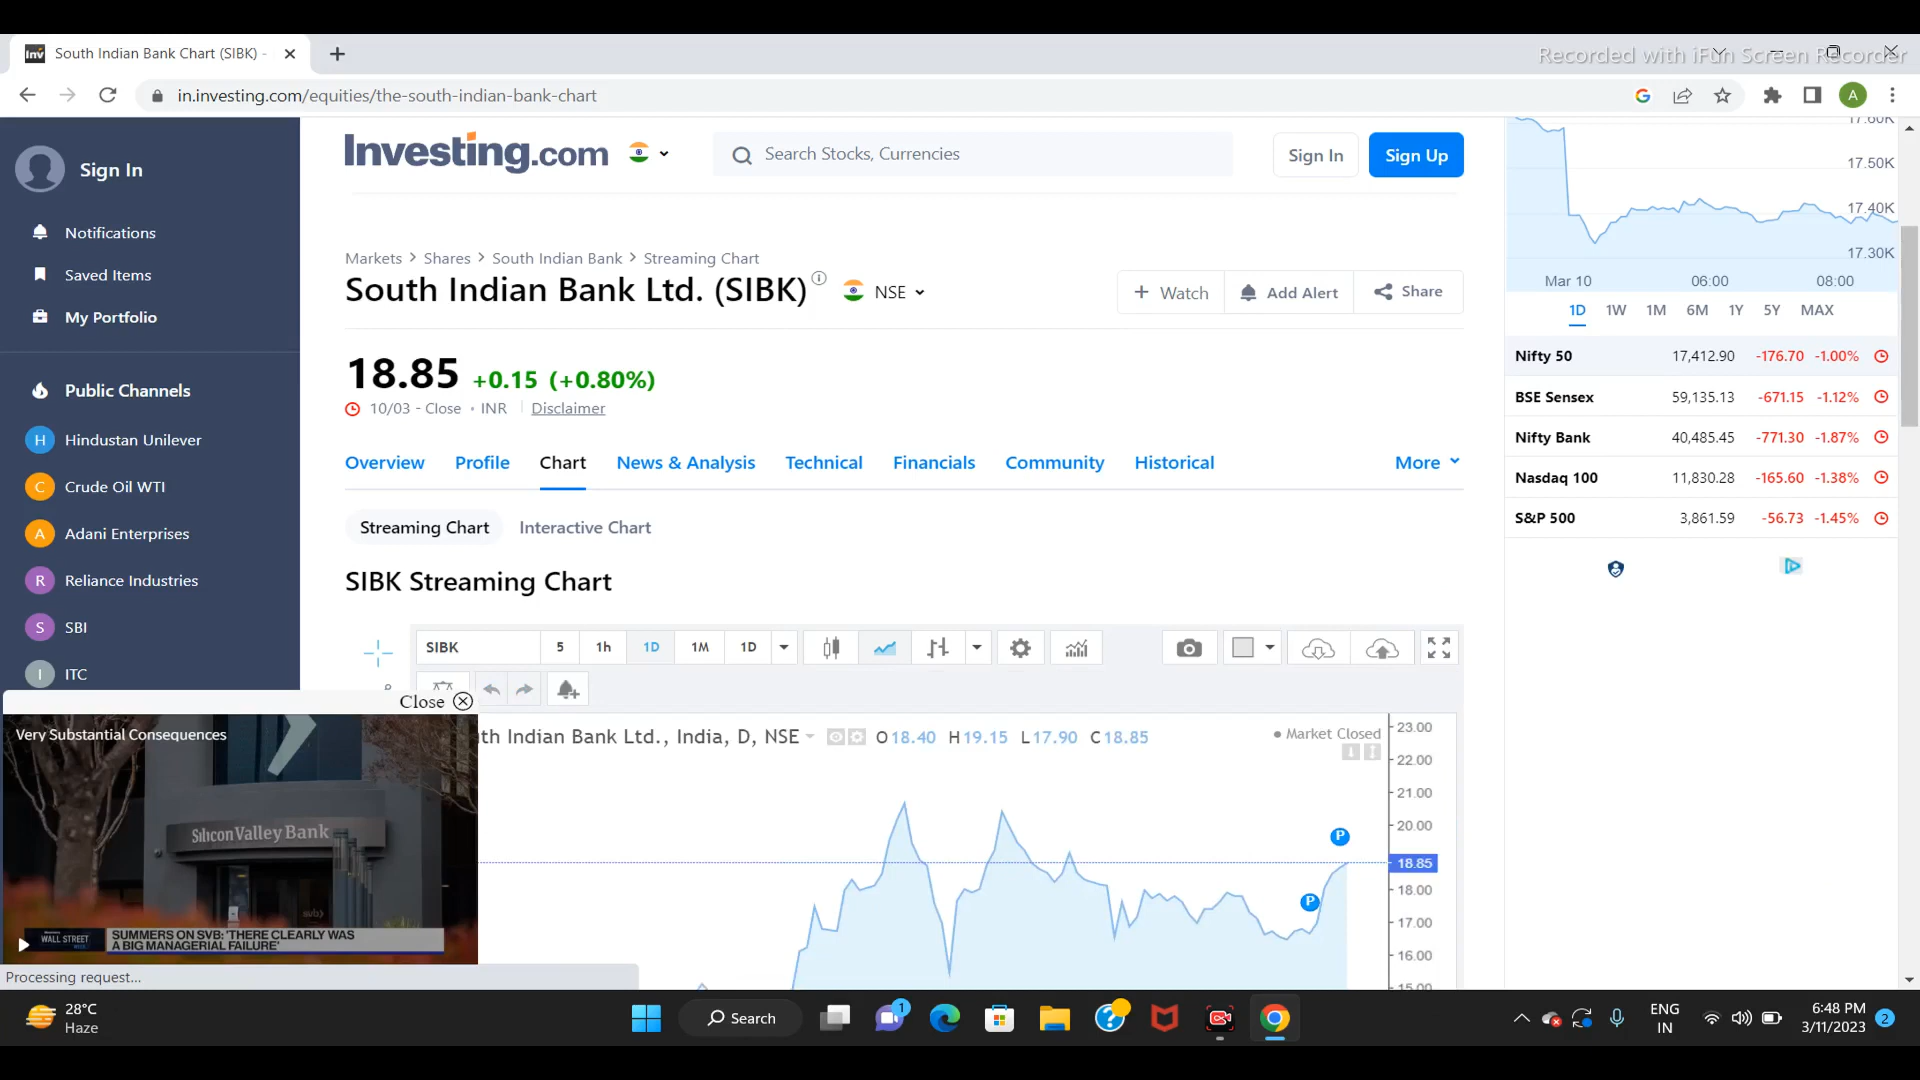 South Indian Bank Chart (SIBK) -
Recorded with iFun Screen Recorder
in.investing.com/equities/the-south-indian-bank-chart
A
Sign In
Notifications
Saved Items
My Portfolio
Public Channels
H Hindustan Unilever
C Crude Oil WTI
A Adani Enterprises
R Reliance Industries
S SBI
I ITC
Investing.com
Search Stocks, Currencies
Sign In
Sign Up
Markets > Shares > South Indian Bank > Streaming Chart
South Indian Bank Ltd. (SIBK)
NSE
+ Watch
Add Alert
Share
18.85 +0.15 (+0.80%)
10/03 - Close • INR
Disclaimer
Overview Profile Chart News & Analysis Technical Financials Community Historical More
Streaming Chart Interactive Chart
SIBK Streaming Chart
SIBK 5 1h 1D 1M 1D
th Indian Bank Ltd., India, D, NSE O18.40 H19.15 L17.90 C18.85
Market Closed
23.00
22.00
21.00
20.00
18.85
18.00
17.00
16.00
15.00
P
P
Close
Very Substantial Consequences
Silicon Valley Bank
svb>
WALL STREET
WEEK
SUMMERS ON SVB: 'THERE CLEARLY WAS
A BIG MANAGERIAL FAILURE'
Processing request...
17.60K
17.50K
17.40K
17.30K
Mar 10 06:00 08:00
1D 1W 1M 6M 1Y 5Y MAX
Nifty 50 17,412.90 -176.70 -1.00%
BSE Sensex 59,135.13 -671.15 -1.12%
Nifty Bank 40,485.45 -771.30 -1.87%
Nasdaq 100 11,830.28 -165.60 -1.38%
S&P 500 3,861.59 -56.73 -1.45%
28°C
Haze
Search
1
ENG
IN
6:48 PM
3/11/2023
2